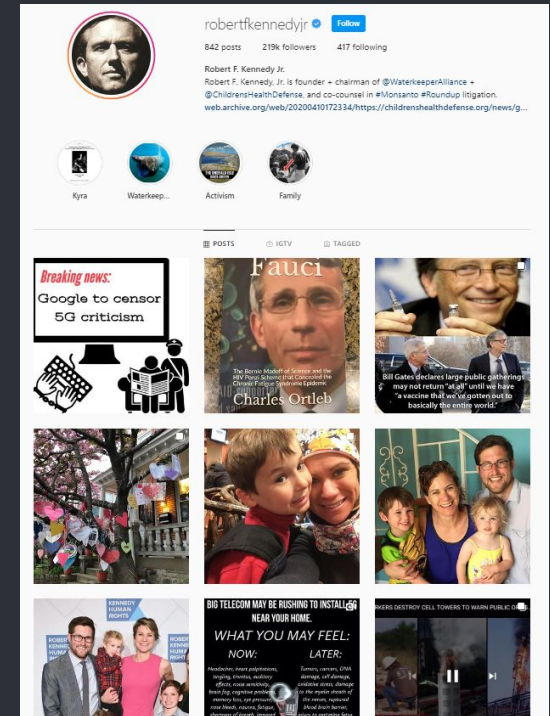 robertfkennedyjr Follow
842 posts 219k followers 417 following
Robert F. Kennedy Jr.
Robert F. Kennedy, Jr. is founder + chairman of @WaterkeeperAlliance +
@ChildrensHealthDefense, and co-counsel in #Monsanto #Roundup litigation.
web.archive.org/web/20200410172334/https://childrenshealthdefense.org/news/g...
Kyra Waterkeep... Activism Family
POSTS IGTV TAGGED
Breaking news:
Google to censor
5G criticism
Fauci
The Bernie Madoff of Science and the
HIV Ponzi Scheme that Concealed the
Chronic Fatigue Syndrome Epidemic
Charles Ortleb
Bill Gates declares large public gatherings
may not return "at all" until we have
"a vaccine that we've gotten out to
basically the entire world."
KENNEDY
HUMAN
RIGHTS
BIG TELECOM MAY BE RUSHING TO INSTALL 5G
NEAR YOUR HOME.
WHAT YOU MAY FEEL:
NOW: LATER:
Headaches, heart palpitations,
tingling, tinnitus, auditory
effects, noise sensitivity,
brain fog, cognitive problems,
memory loss, eye pressure,
nose bleeds, nausea, fatigue,
shortness of breath,
Tumors, cancers, DNA
damage, cell damage,
oxidative stress, damage
to the myelin sheath of
the nerves, ruptured
blood brain barrier,
RKERS DESTROY CELL TOWERS TO WARN PUBLIC